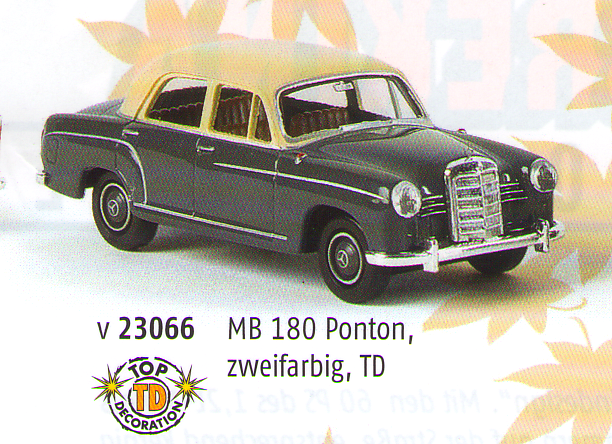 v 23066 MB 180 Ponton,
zweifarbig, TD
TOP
TD
DECORATION